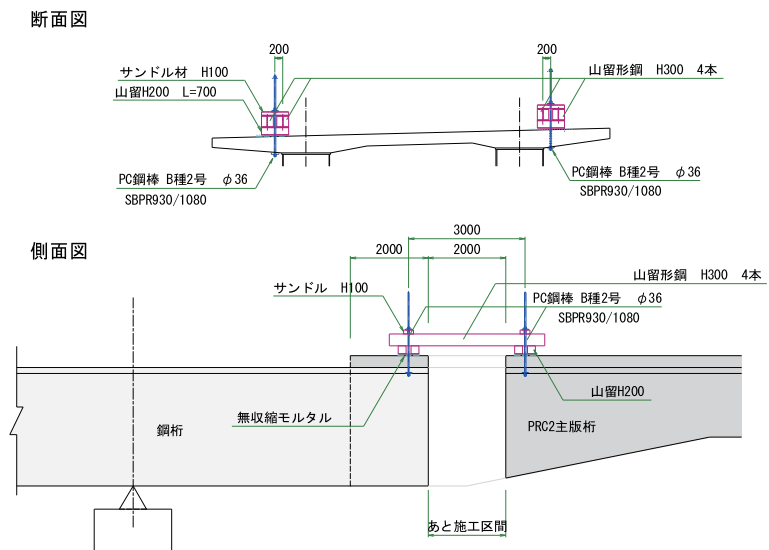 断面図
200
200
サンドル材 H100
山留形鋼 H300 4本
山留H200 L=700
PC鋼棒 B種2号 φ36
SBPR930/1080
PC鋼棒 B種2号 φ36
SBPR930/1080
側面図
3000
2000
2000
山留形鋼 H300 4本
サンドル H100
PC鋼棒 B種2号 φ36
SBPR930/1080
山留H200
無収縮モルタル
鋼桁
PRC2主版桁
あと施工区間